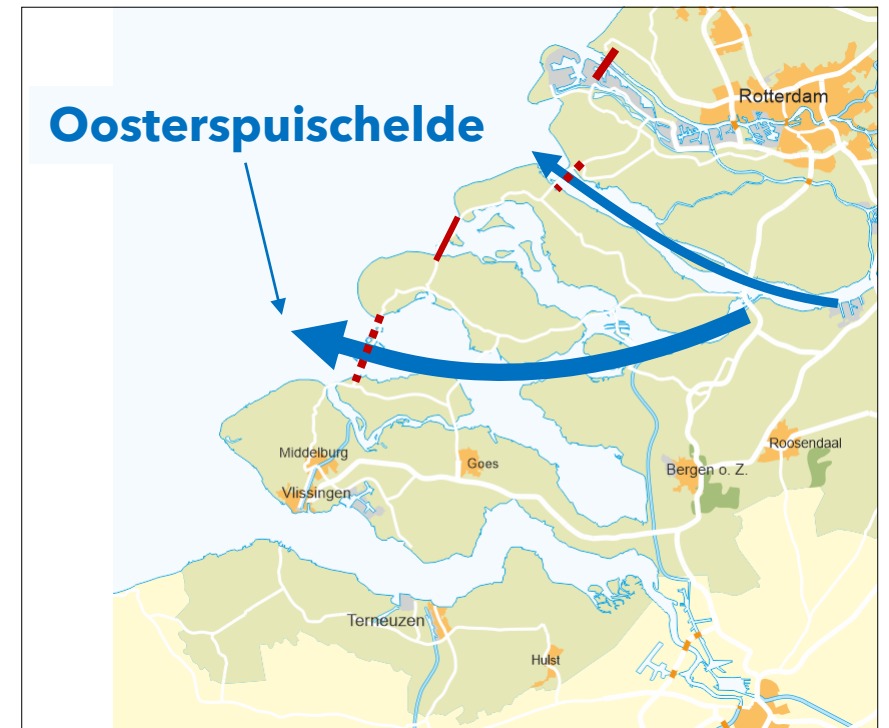 Rotterdam
Oosterspuischelde
Middelburg
Goes
Roosendaal
Bergen o. Z.
Vlissingen
Terneuzen
Hulst